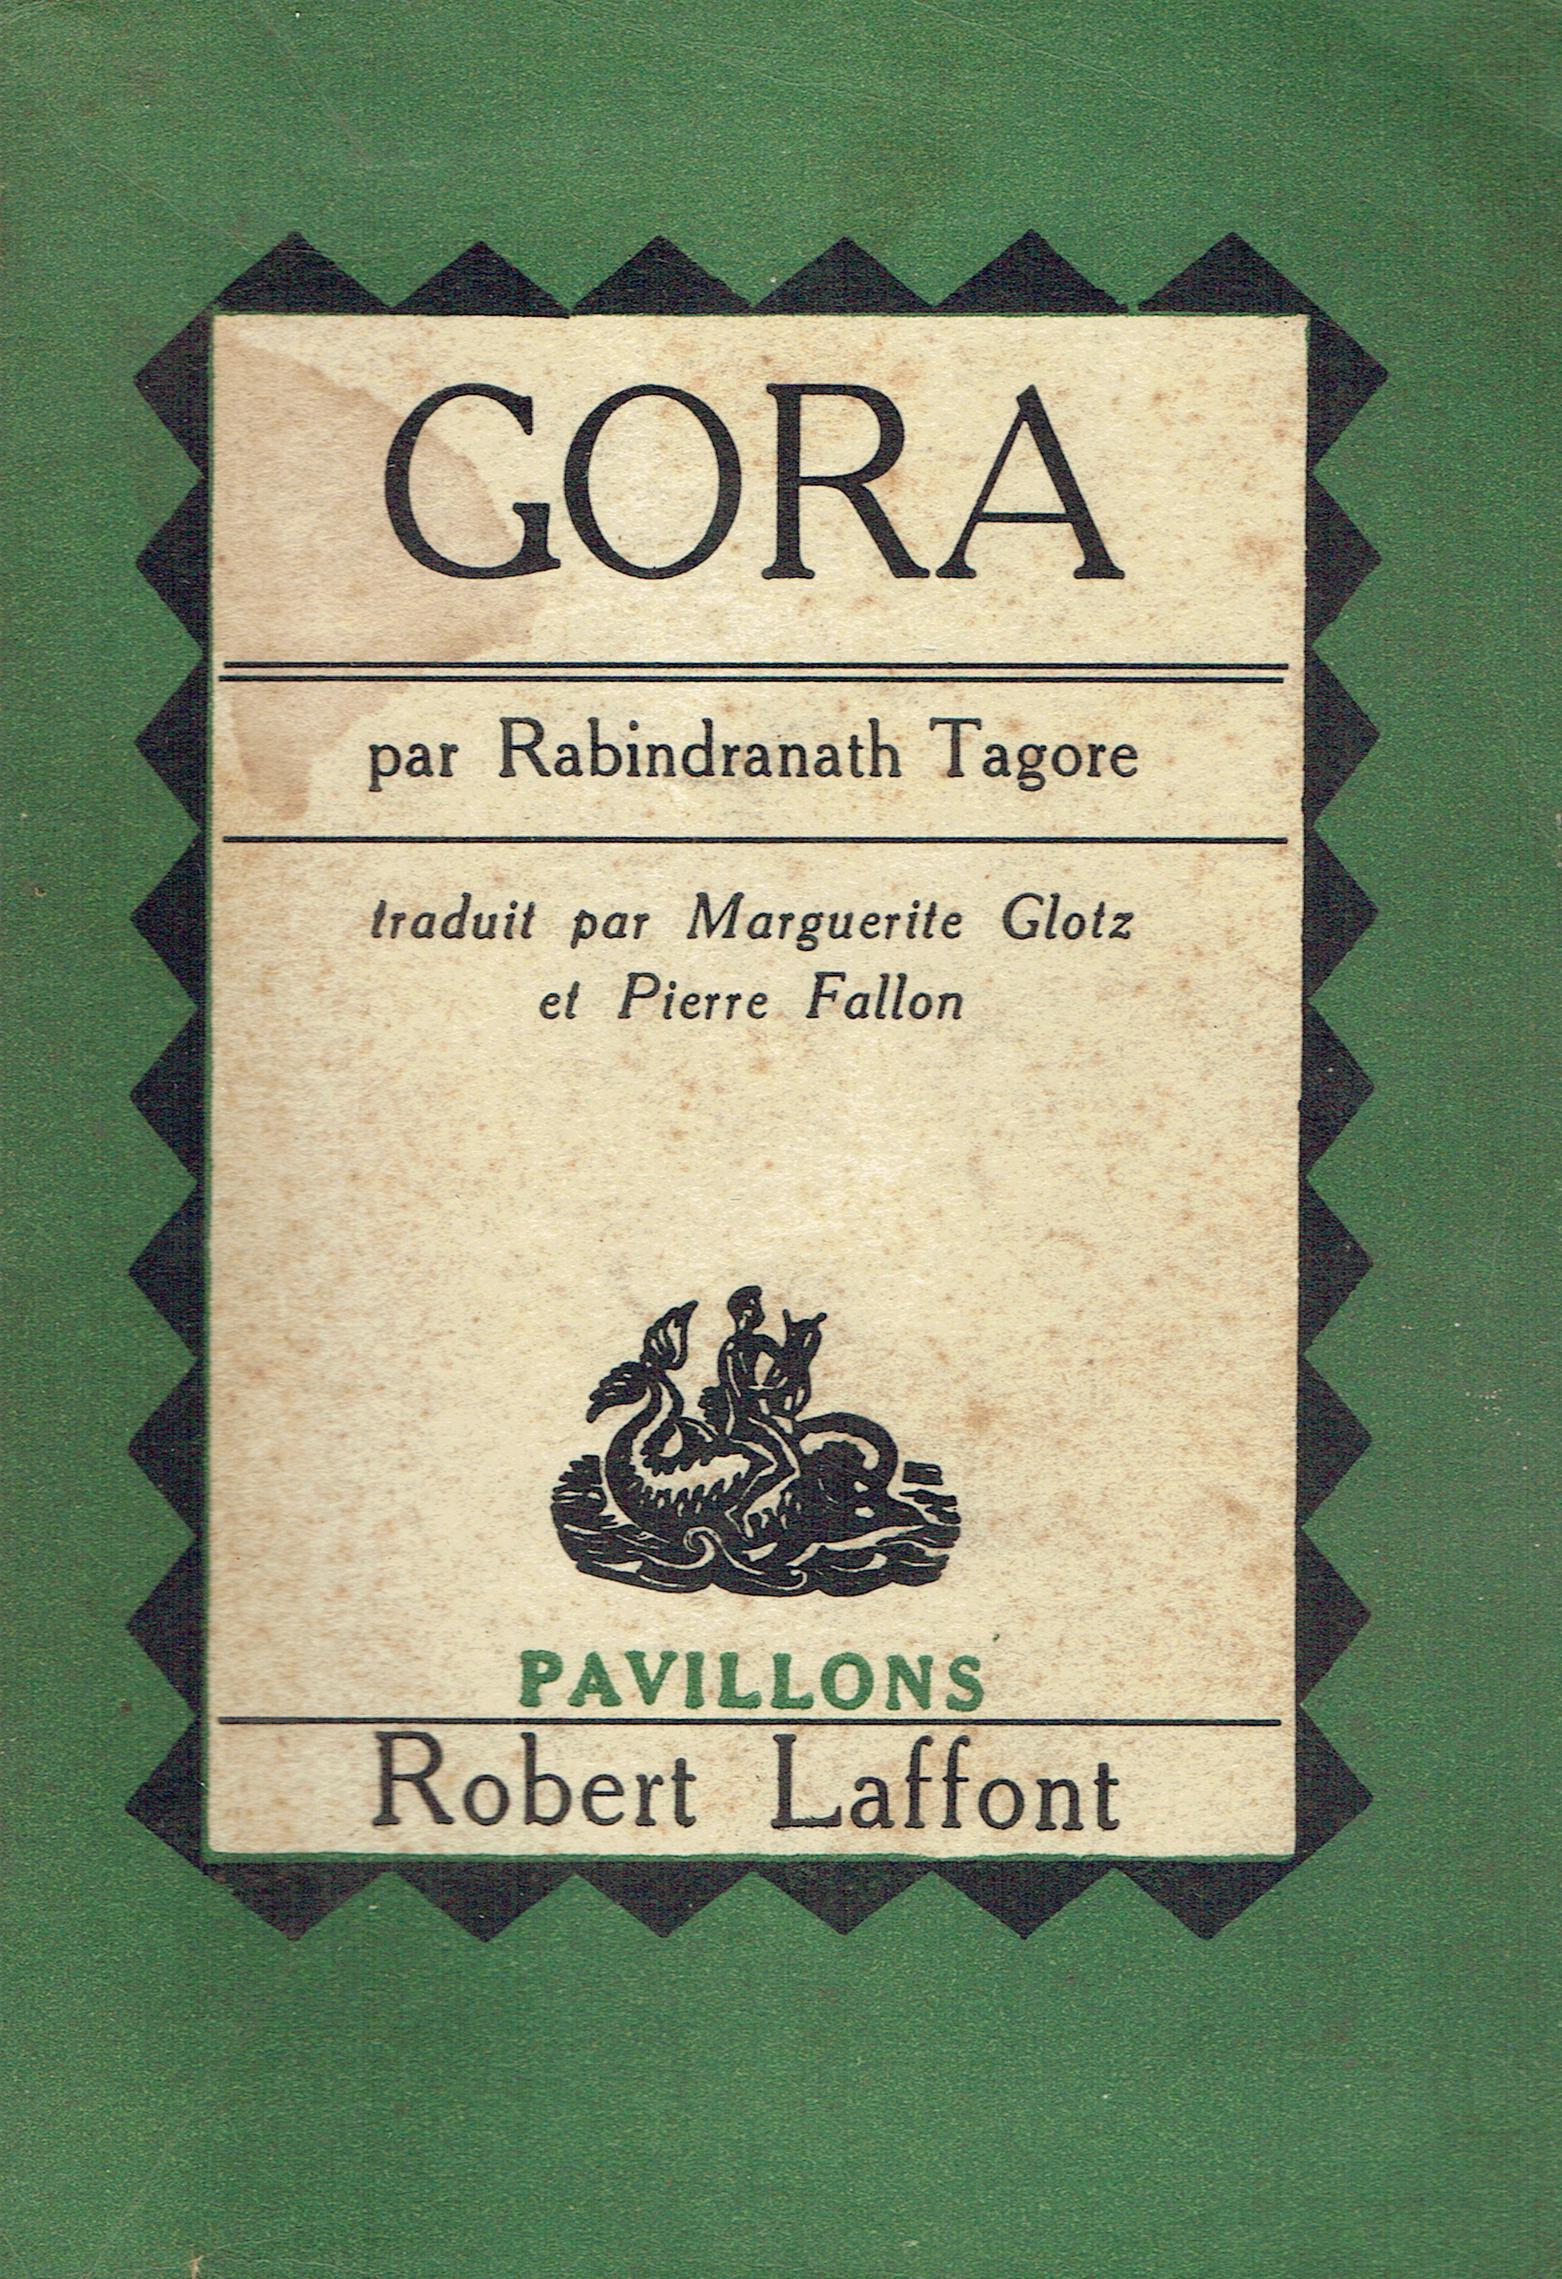 GORA
par Rabindranath Tagore
traduit par Marguerite Glotz
et Pierre Fallon
PAVILLONS
Robert Laffont